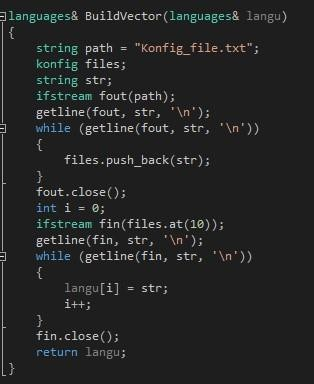 languages& BuildVector(languages& langu)
{
string path = "Konfig_file.txt";
konfig files;
string str;
ifstream fout(path);
getline(fout, str, '\n');
while (getline(fout, str, '\n'))
{
files.push_back(str);
}
fout.close();
int i = 0;
ifstream fin(files.at(10));
getline(fin, str, '\n');
while (getline(fin, str, '\n'))
{
langu[i] = str;
i++;
}
fin.close();
return langu;
}